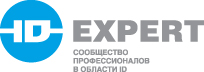 ID EXPERT
СООБЩЕСТВО
ПРОФЕССИОНАЛОВ
В ОБЛАСТИ ID